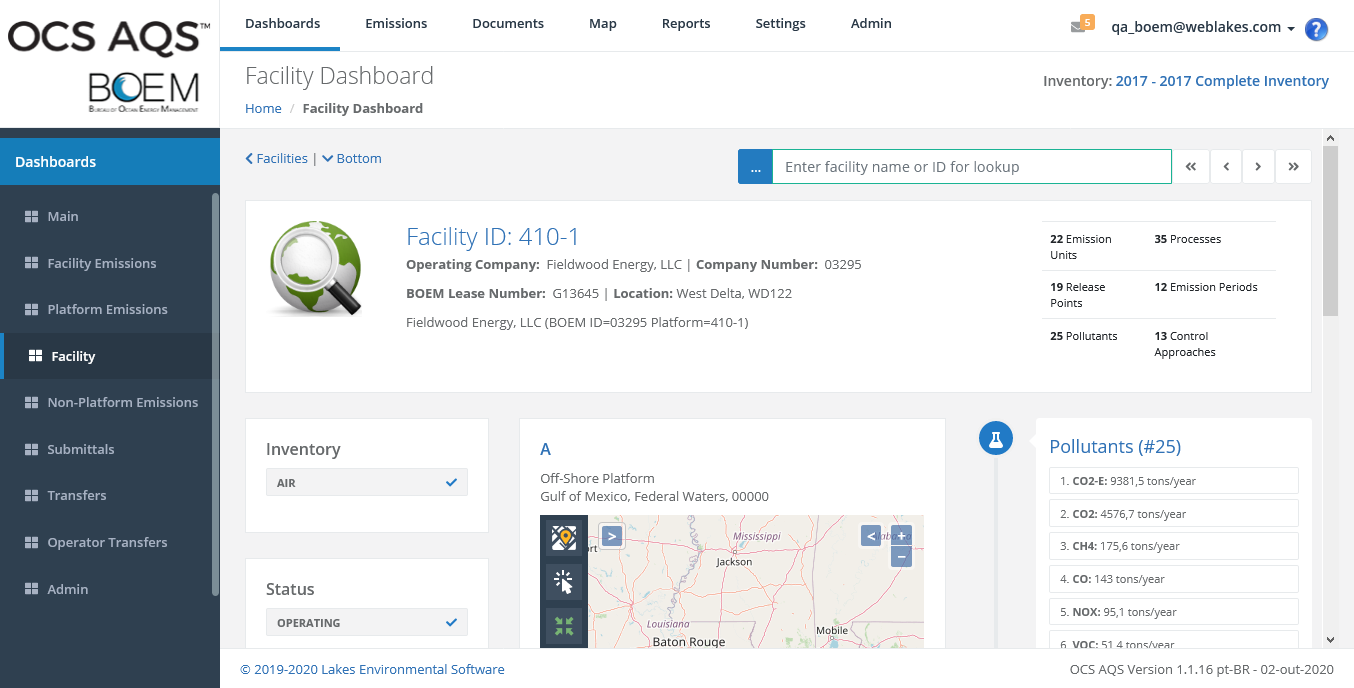 OCS AQS™
BOEM
Bureau of Ocean Energy Management
Dashboards
Emissions
Documents
Map
Reports
Settings
Admin
5
qa_boem@weblakes.com
?
Facility Dashboard
Home / Facility Dashboard
Inventory: 2017 - 2017 Complete Inventory
Dashboards
Main
Facility Emissions
Platform Emissions
Facility
Non-Platform Emissions
Submittals
Transfers
Operator Transfers
Admin
Facilities | Bottom
...
Enter facility name or ID for lookup
Facility ID: 410-1
Operating Company: Fieldwood Energy, LLC | Company Number: 03295
BOEM Lease Number: G13645 | Location: West Delta, WD122
Fieldwood Energy, LLC (BOEM ID=03295 Platform=410-1)
22 Emission
Units
35 Processes
19 Release
Points
12 Emission Periods
25 Pollutants
13 Control
Approaches
Inventory
AIR
Status
OPERATING
A
Off-Shore Platform
Gulf of Mexico, Federal Waters, 00000
>
<
+
−
Mississippi
Jackson
Louisiana
Baton Rouge
Mobile
Pollutants (#25)
1. CO2-E: 9381,5 tons/year
2. CO2: 4576,7 tons/year
3. CH4: 175,6 tons/year
4. CO: 143 tons/year
5. NOX: 95,1 tons/year
6. VOC: 51,4 tons/year
© 2019-2020 Lakes Environmental Software
OCS AQS Version 1.1.16 pt-BR - 02-out-2020